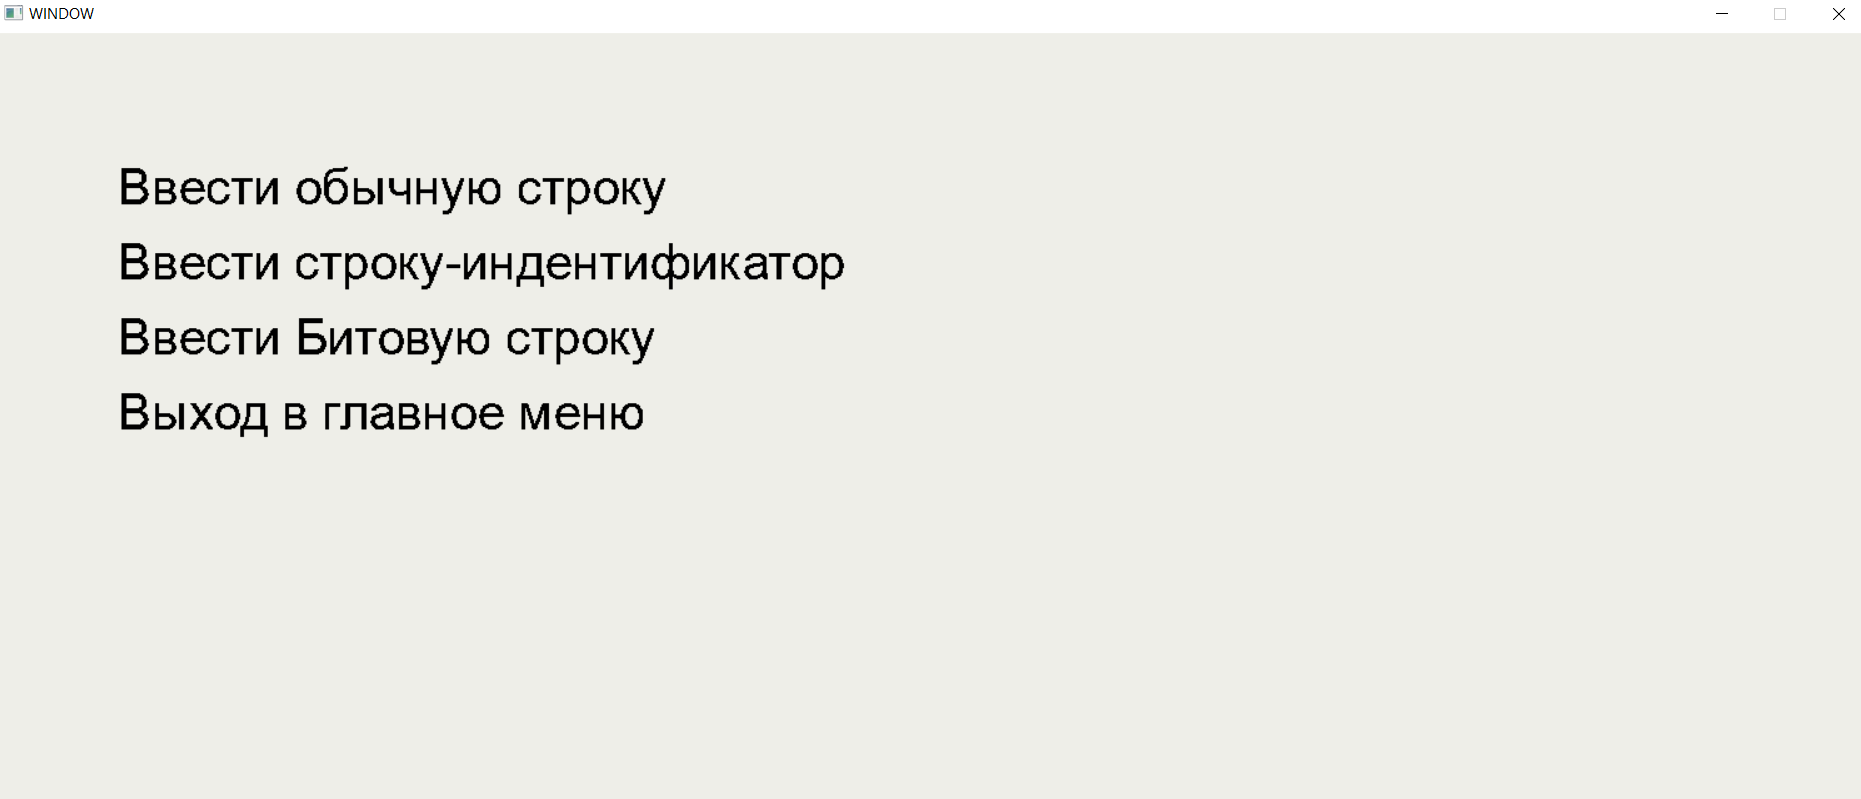 WINDOW
Ввести обычную строку
Ввести строку-индентификатор
Ввести Битовую строку
Выход в главное меню